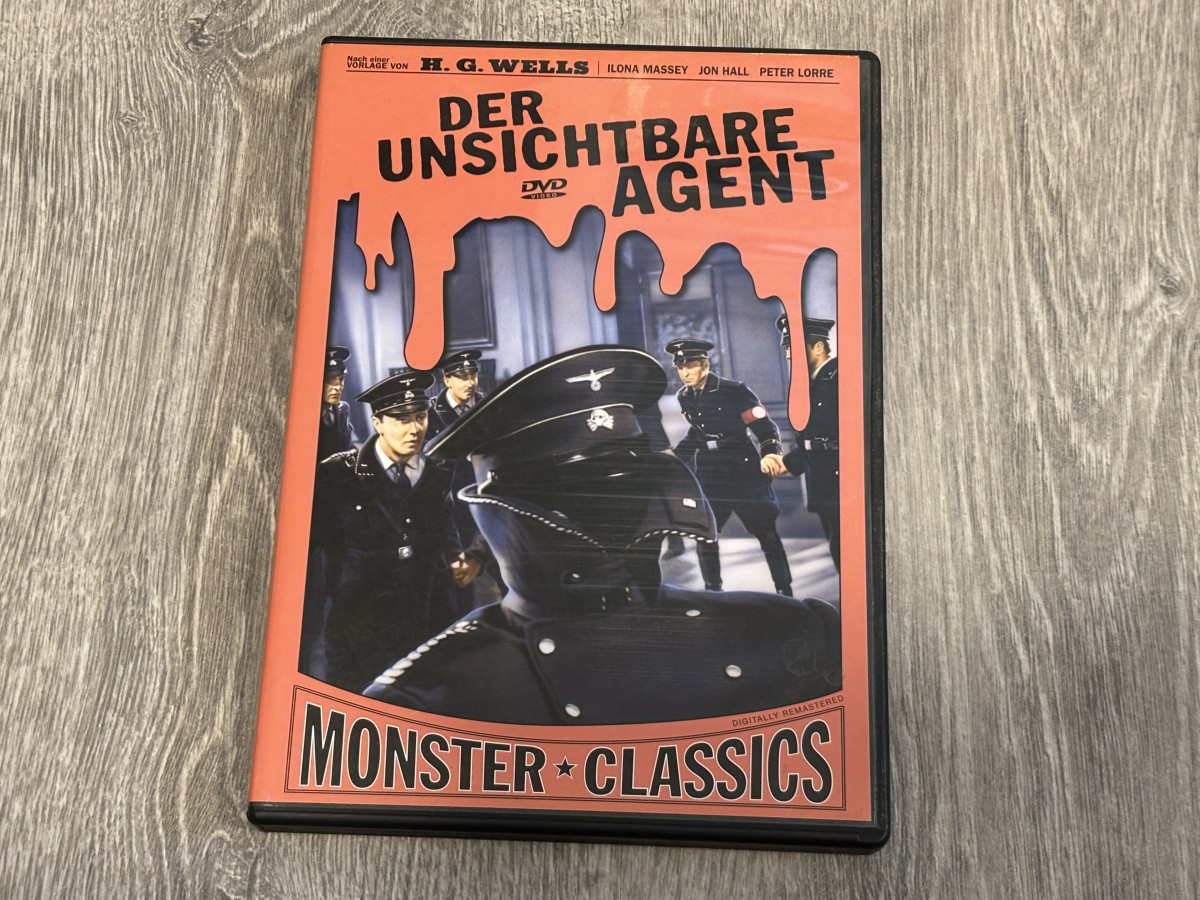 Nach einer
VORLAGE VON H. G. WELLS | ILONA MASSEY JON HALL PETER LORRE
DER
UNSICHTBARE
AGENT
DVD
VIDEO
DIGITALLY REMASTERED
MONSTER ★ CLASSICS